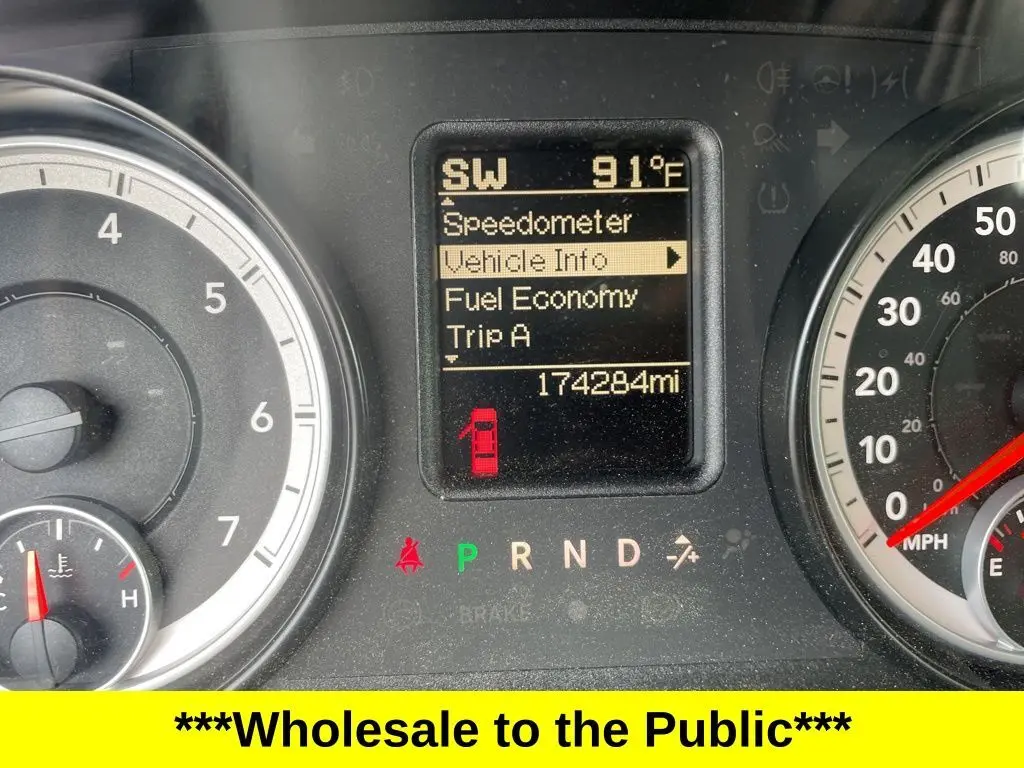 SW 91°F
Speedometer
Vehicle Info
Fuel Economy
Trip A
174284mi
4
5
6
7
C H
50
40 80
30 60
20 40
10 20
0 0
MPH
E
P R N D -/+
BRAKE
***Wholesale to the Public***